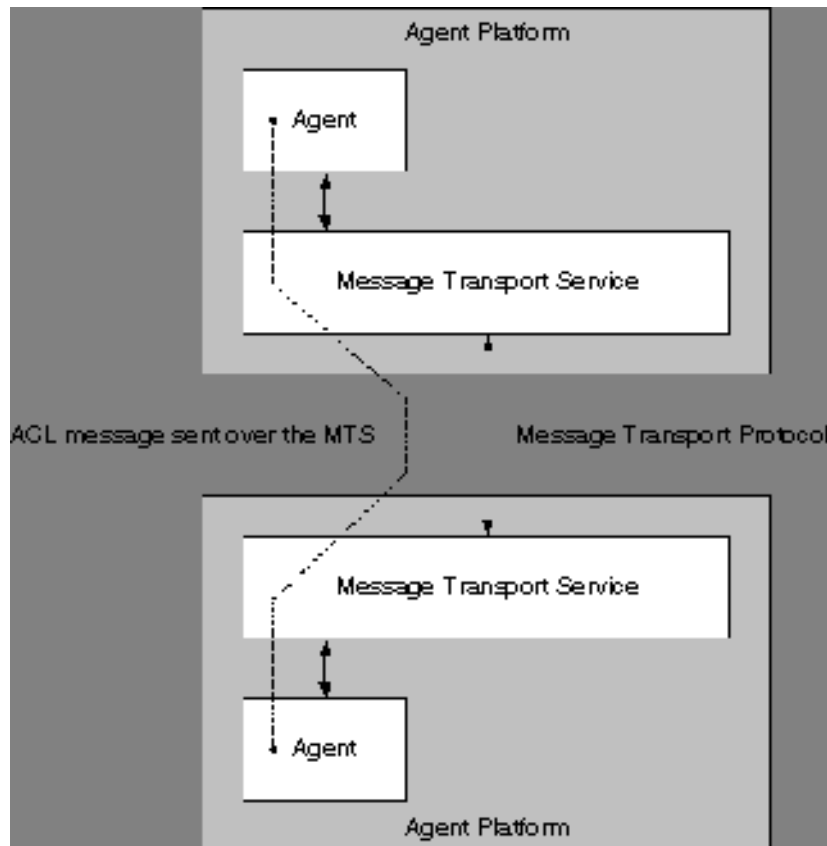 Agent Platform
Agent
Message Transport Service
ACL message sent over the MTS
Message Transport Protocol
Message Transport Service
Agent
Agent Platform